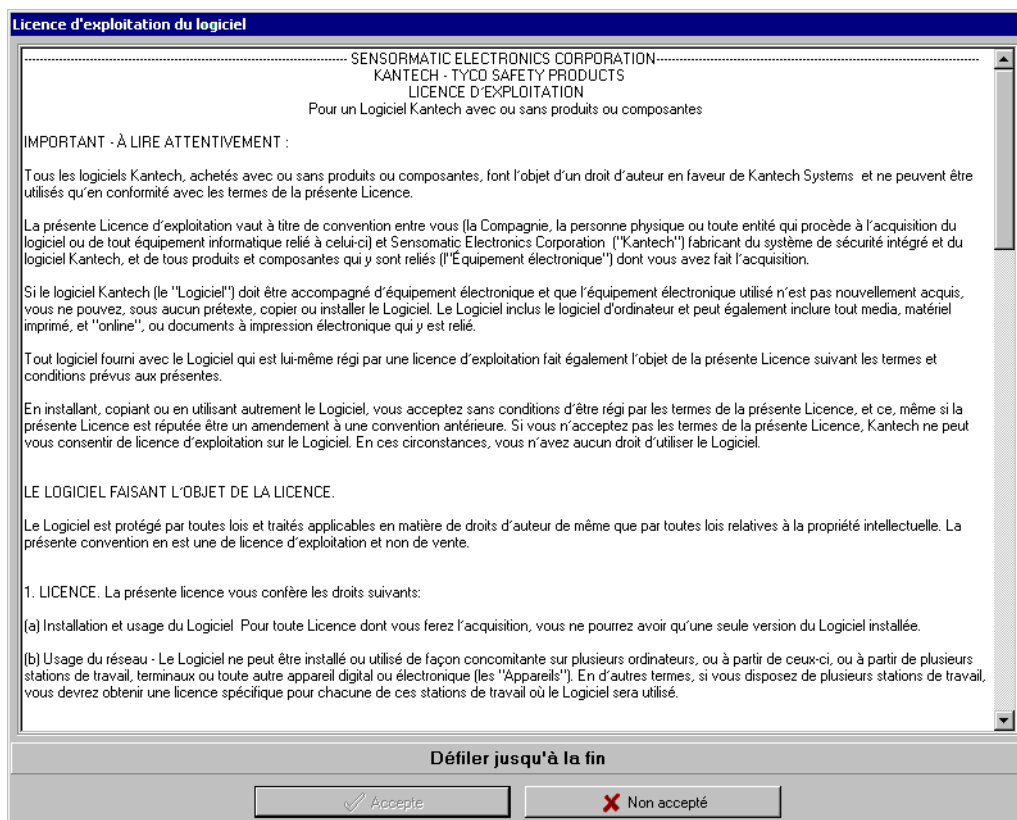 Licence d'exploitation du logiciel
---------------------------------------------------------------------------------- SENSORMATIC ELECTRONICS CORPORATION----------------------------------------------------------------------------------
KANTECH - TYCO SAFETY PRODUCTS
LICENCE D´EXPLOITATION
Pour un Logiciel Kantech avec ou sans produits ou composantes
IMPORTANT - À LIRE ATTENTIVEMENT :
Tous les logiciels Kantech, achetés avec ou sans produits ou composantes, font l´objet d´un droit d´auteur en faveur de Kantech Systems et ne peuvent être
utilisés qu´en conformité avec les termes de la présente Licence.
La présente Licence d´exploitation vaut à titre de convention entre vous (la Compagnie, la personne physique ou toute entité qui procède à l´acquisition du
logiciel ou de tout équipement informatique relié à celui-ci) et Sensomatic Electronics Corporation (''Kantech'') fabricant du système de sécurité intégré et du
logiciel Kantech, et de tous produits et composantes qui y sont reliés (l''Équipement électronique'') dont vous avez fait l´acquisition.
Si le logiciel Kantech (le ''Logiciel'') doit être accompagné d´équipement électronique et que l´équipement électronique utilisé n´est pas nouvellement acquis,
vous ne pouvez, sous aucun prétexte, copier ou installer le Logiciel. Le Logiciel inclus le logiciel d'ordinateur et peut également inclure tout media, matériel
imprimé, et ''online'', ou documents à impression électronique qui y est relié.
Tout logiciel fourni avec le Logiciel qui est lui-même régi par une licence d´exploitation fait également l´objet de la présente Licence suivant les termes et
conditions prévus aux présentes.
En installant, copiant ou en utilisant autrement le Logiciel, vous acceptez sans conditions d´être régi par les termes de la présente Licence, et ce, même si la
présente Licence est réputée être un amendement à une convention antérieure. Si vous n´acceptez pas les termes de la présente Licence, Kantech ne peut
vous consentir de licence d´exploitation sur le Logiciel. En ces circonstances, vous n´avez aucun droit d´utiliser le Logiciel.
LE LOGICIEL FAISANT L´OBJET DE LA LICENCE.
Le Logiciel est protégé par toutes lois et traités applicables en matière de droits d´auteur de même que par toutes lois relatives à la propriété intellectuelle. La
présente convention en est une de licence d´exploitation et non de vente.
1. LICENCE. La présente licence vous confère les droits suivants:
(a) Installation et usage du Logiciel Pour toute Licence dont vous ferez l´acquisition, vous ne pourrez avoir qu´une seule version du Logiciel installée.
(b) Usage du réseau - Le Logiciel ne peut être installé ou utilisé de façon concomitante sur plusieurs ordinateurs, ou à partir de ceux-ci, ou à partir de plusieurs
stations de travail, terminaux ou toute autre appareil digital ou électronique (les ''Appareils''). En d´autres termes, si vous disposez de plusieurs stations de travail,
vous devrez obtenir une licence spécifique pour chacune de ces stations de travail où le Logiciel sera utilisé.
Défiler jusqu'à la fin
Accepte
Non accepté